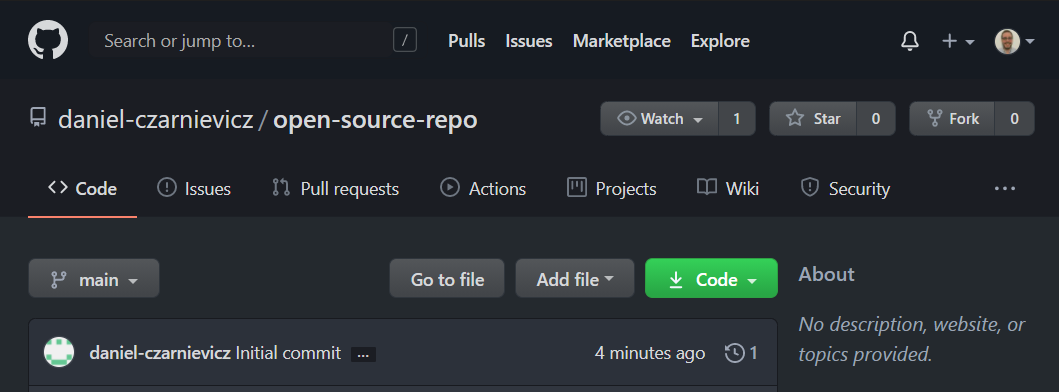 Search or jump to... / Pulls Issues Marketplace Explore
daniel-czarnievicz / open-source-repo Watch 1 Star 0 Fork 0
Code Issues Pull requests Actions Projects Wiki Security ...
main Go to file Add file Code About
daniel-czarnievicz Initial commit ... 4 minutes ago 1
No description, website, or
topics provided.